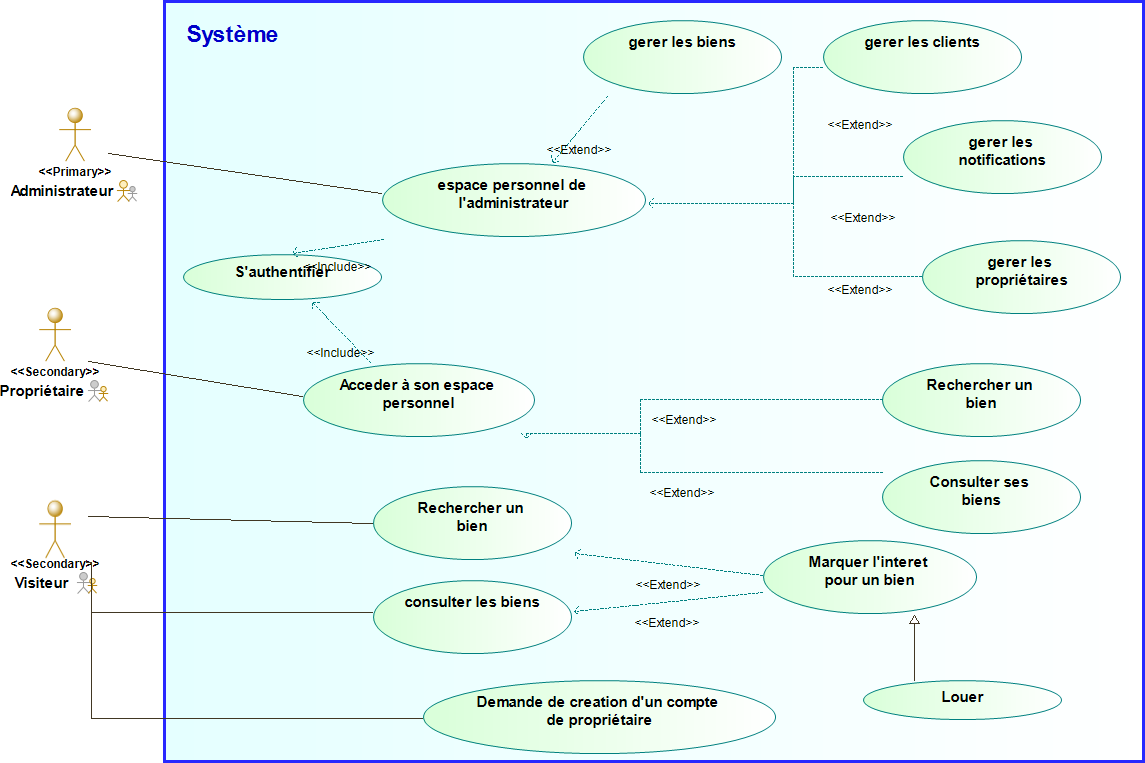 Système
gerer les biens
gerer les clients
<<Extend>>
gerer les
notifications
<<Extend>>
<<Primary>>
Administrateur
espace personnel de
l'administrateur
<<Extend>>
gerer les
propriétaires
<<Extend>>
S'authentifier
<<Include>>
<<Include>>
<<Secondary>>
Propriétaire
Acceder à son espace
personnel
Rechercher un
bien
<<Extend>>
Consulter ses
biens
<<Extend>>
Rechercher un
bien
<<Secondary>>
Visiteur
Marquer l'interet
pour un bien
<<Extend>>
consulter les biens
<<Extend>>
Demande de creation d'un compte
de propriétaire
Louer